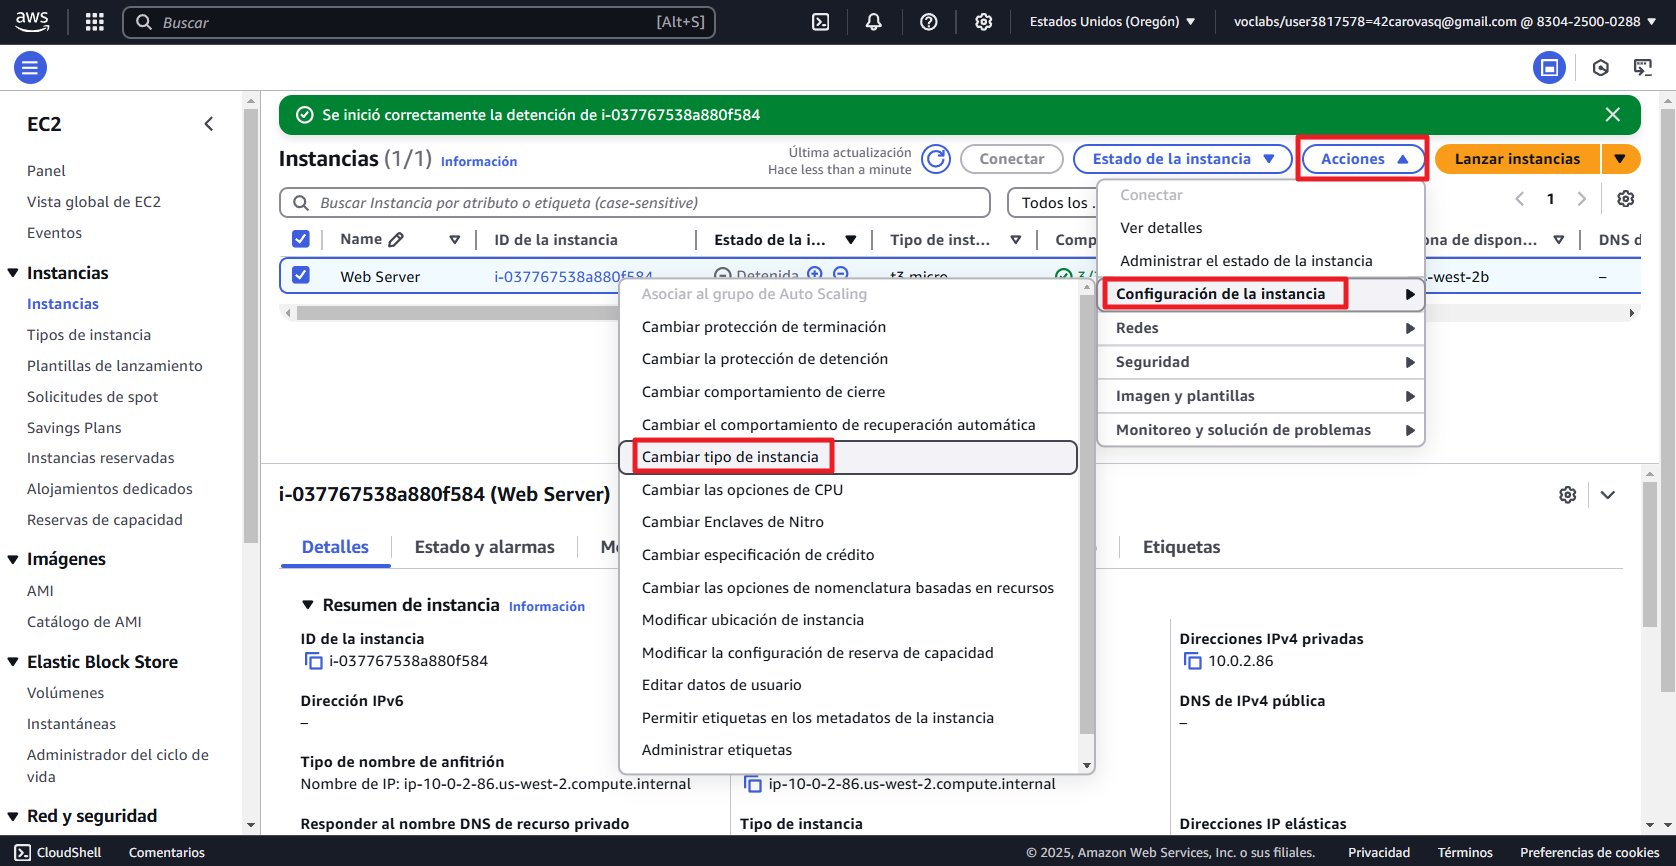 aws
Buscar
[Alt+S]
Estados Unidos (Oregón)
voclabs/user3817578=42carovasq@gmail.com @ 8304-2500-0288
EC2
Panel
Vista global de EC2
Eventos
Instancias
Instancias
Tipos de instancia
Plantillas de lanzamiento
Solicitudes de spot
Savings Plans
Instancias reservadas
Alojamientos dedicados
Reservas de capacidad
Imágenes
AMI
Catálogo de AMI
Elastic Block Store
Volúmenes
Instantáneas
Administrador del ciclo de
vida
Red y seguridad
Se inició correctamente la detención de i-037767538a880f584
Instancias (1/1) Información
Última actualización
Hace less than a minute
Conectar
Estado de la instancia
Acciones
Lanzar instancias
Buscar Instancia por atributo o etiqueta (case-sensitive)
Todos los .
1
Name
ID de la instancia
Estado de la i...
Tipo de inst...
Comp
ona de dispon...
DNS d
Web Server
i-037767538a880f584
Detenida
t3.micro
3/
-west-2b
–
Conectar
Ver detalles
Administrar el estado de la instancia
Configuración de la instancia
Redes
Seguridad
Imagen y plantillas
Monitoreo y solución de problemas
Asociar al grupo de Auto Scaling
Cambiar protección de terminación
Cambiar la protección de detención
Cambiar comportamiento de cierre
Cambiar el comportamiento de recuperación automática
Cambiar tipo de instancia
Cambiar las opciones de CPU
Cambiar Enclaves de Nitro
Cambiar especificación de crédito
Cambiar las opciones de nomenclatura basadas en recursos
Modificar ubicación de instancia
Modificar la configuración de reserva de capacidad
Editar datos de usuario
Permitir etiquetas en los metadatos de la instancia
Administrar etiquetas
i-037767538a880f584 (Web Server)
Detalles
Estado y alarmas
M
Etiquetas
Resumen de instancia Información
ID de la instancia
i-037767538a880f584
Dirección IPv6
–
Tipo de nombre de anfitrión
Nombre de IP: ip-10-0-2-86.us-west-2.compute.internal
Responder al nombre DNS de recurso privado
ip-10-0-2-86.us-west-2.compute.internal
Tipo de instancia
Direcciones IPv4 privadas
10.0.2.86
DNS de IPv4 pública
–
Direcciones IP elásticas
CloudShell
Comentarios
© 2025, Amazon Web Services, Inc. o sus filiales.
Privacidad
Términos
Preferencias de cookies